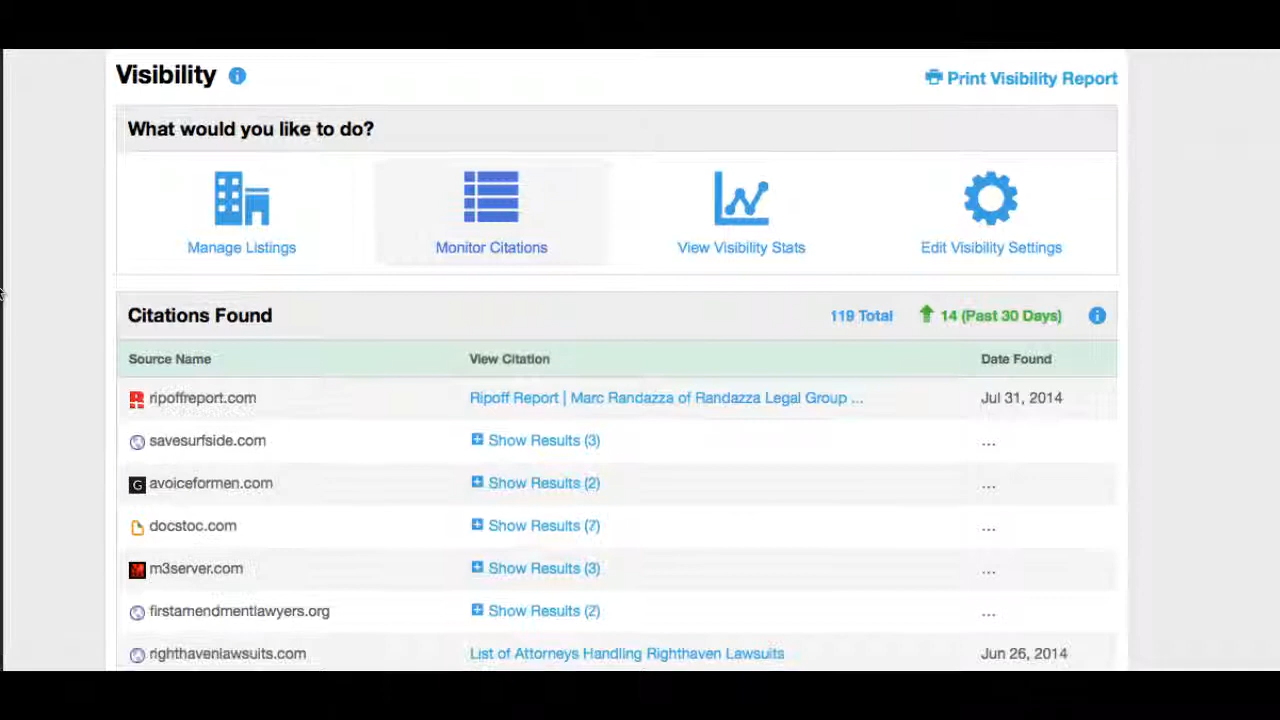 Visibility
Print Visibility Report
What would you like to do?
Manage Listings
Monitor Citations
View Visibility Stats
Edit Visibility Settings
Citations Found 119 Total 14 (Past 30 Days)
Source Name View Citation Date Found
ripoffreport.com Ripoff Report | Marc Randazza of Randazza Legal Group ... Jul 31, 2014
savesurfside.com Show Results (3) ...
avoiceformen.com Show Results (2) ...
docstoc.com Show Results (7) ...
m3server.com Show Results (3) ...
firstamendmentlawyers.org Show Results (2) ...
righthavenlawsuits.com List of Attorneys Handling Righthaven Lawsuits Jun 26, 2014